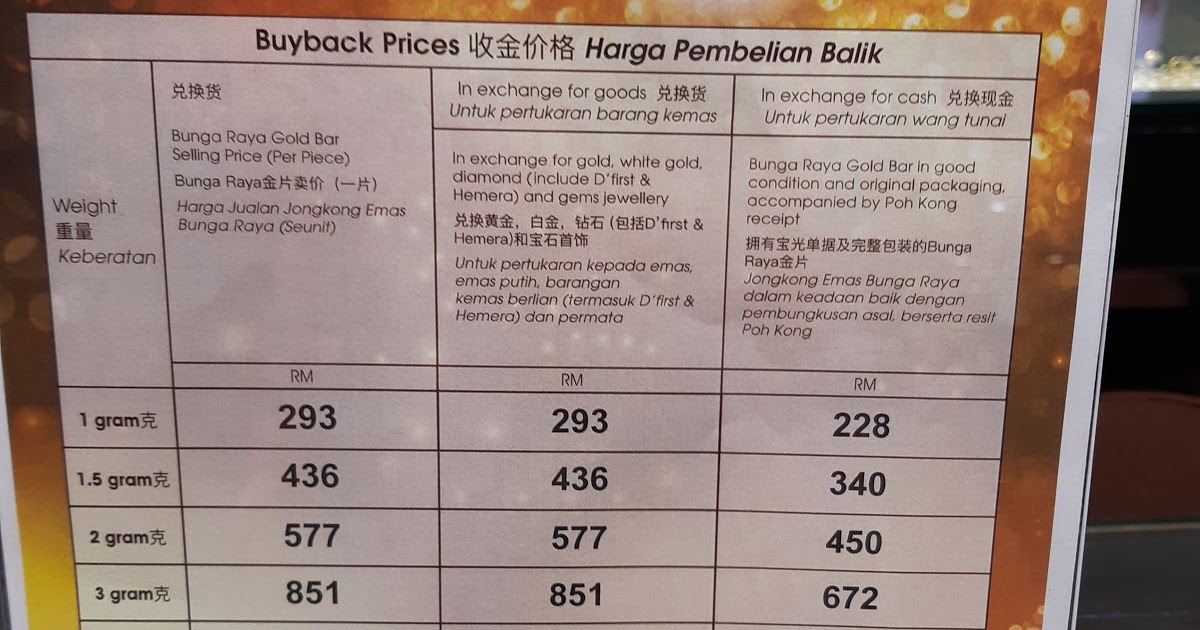 Buyback Prices 收金价格 Harga Pembelian Balik
Weight
重量
Keberatan
兑换货
Bunga Raya Gold Bar
Selling Price (Per Piece)
Bunga Raya金片卖价（一片）
Harga Jualan Jongkong Emas
Bunga Raya (Seunit)
In exchange for goods 兑换货
Untuk pertukaran barang kemas
In exchange for gold, white gold,
diamond (include D'first &
Hemera) and gems jewellery
兑换黄金，白金，钻石 (包括D'first &
Hemera)和宝石首饰
Untuk pertukaran kepada emas,
emas putih, barangan
kemas berlian (termasuk D'first &
Hemera) dan permata
In exchange for cash 兑换现金
Untuk pertukaran wang tunai
Bunga Raya Gold Bar in good
condition and original packaging,
accompanied by Poh Kong
receipt
拥有宝光单据及完整包装的Bunga
Raya金片
Jongkong Emas Bunga Raya
dalam keadaan baik dengan
pembungkusan asal, berserta resit
Poh Kong
RM RM RM
1 gram克 293 293 228
1.5 gram克 436 436 340
2 gram克 577 577 450
3 gram克 851 851 672